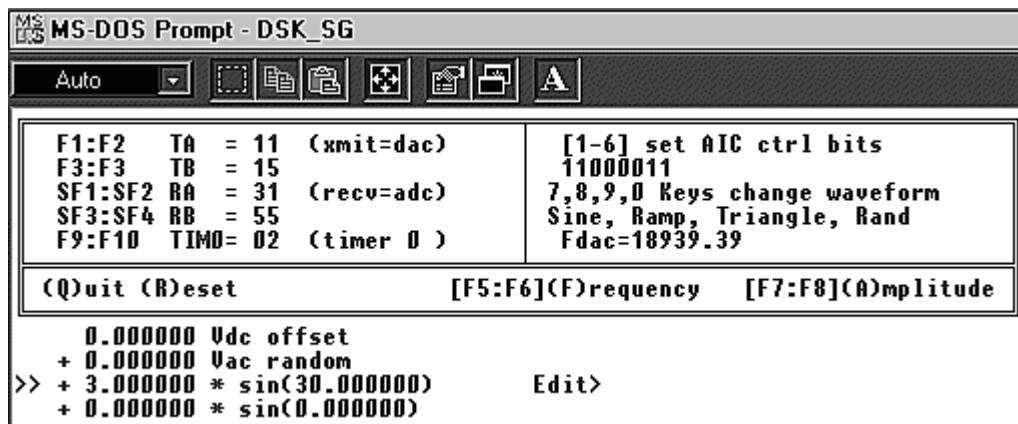 MS-DOS Prompt - DSK_SG
Auto
A
F1:F2 TA = 11 (xmit=dac)
F3:F3 TB = 15
SF1:SF2 RA = 31 (recv=adc)
SF3:SF4 RB = 55
F9:F10 TIM0= 02 (timer 0 )
[1-6] set AIC ctrl bits
11000011
7,8,9,0 Keys change waveform
Sine, Ramp, Triangle, Rand
Fdac=18939.39
(Q)uit (R)eset [F5:F6](F)requency [F7:F8](A)mplitude
0.000000 Vdc offset
+ 0.000000 Vac random
>> + 3.000000 * sin(30.000000) Edit>
+ 0.000000 * sin(0.000000)